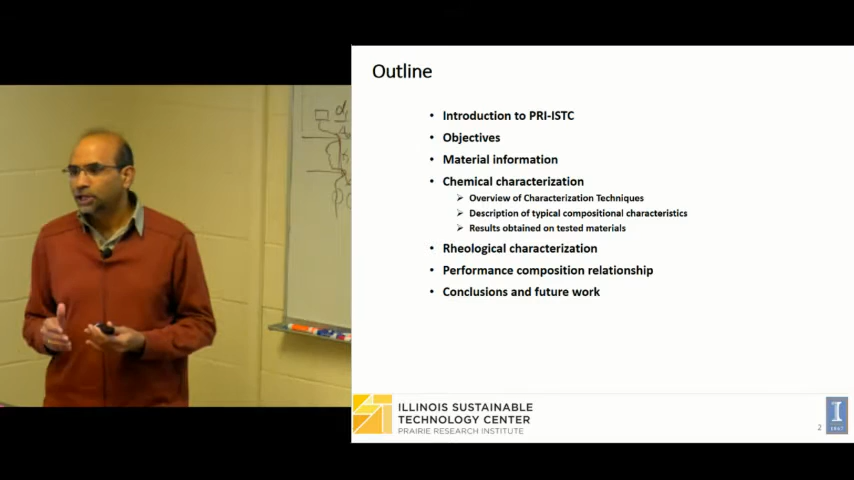 Outline
• Introduction to PRI-ISTC
• Objectives
• Material information
• Chemical characterization
➢ Overview of Characterization Techniques
➢ Description of typical compositional characteristics
➢ Results obtained on tested materials
• Rheological characterization
• Performance composition relationship
• Conclusions and future work
ILLINOIS SUSTAINABLE
TECHNOLOGY CENTER
PRAIRIE RESEARCH INSTITUTE
2
I
1867